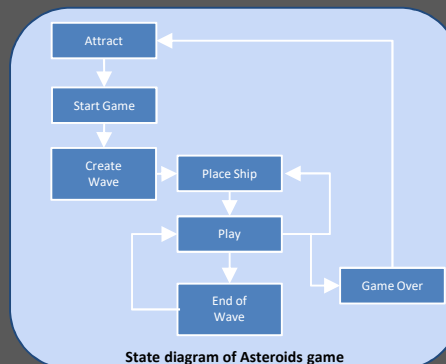 Attract
Start Game
Create
Wave
Place Ship
Play
Game Over
End of
Wave
State diagram of Asteroids game